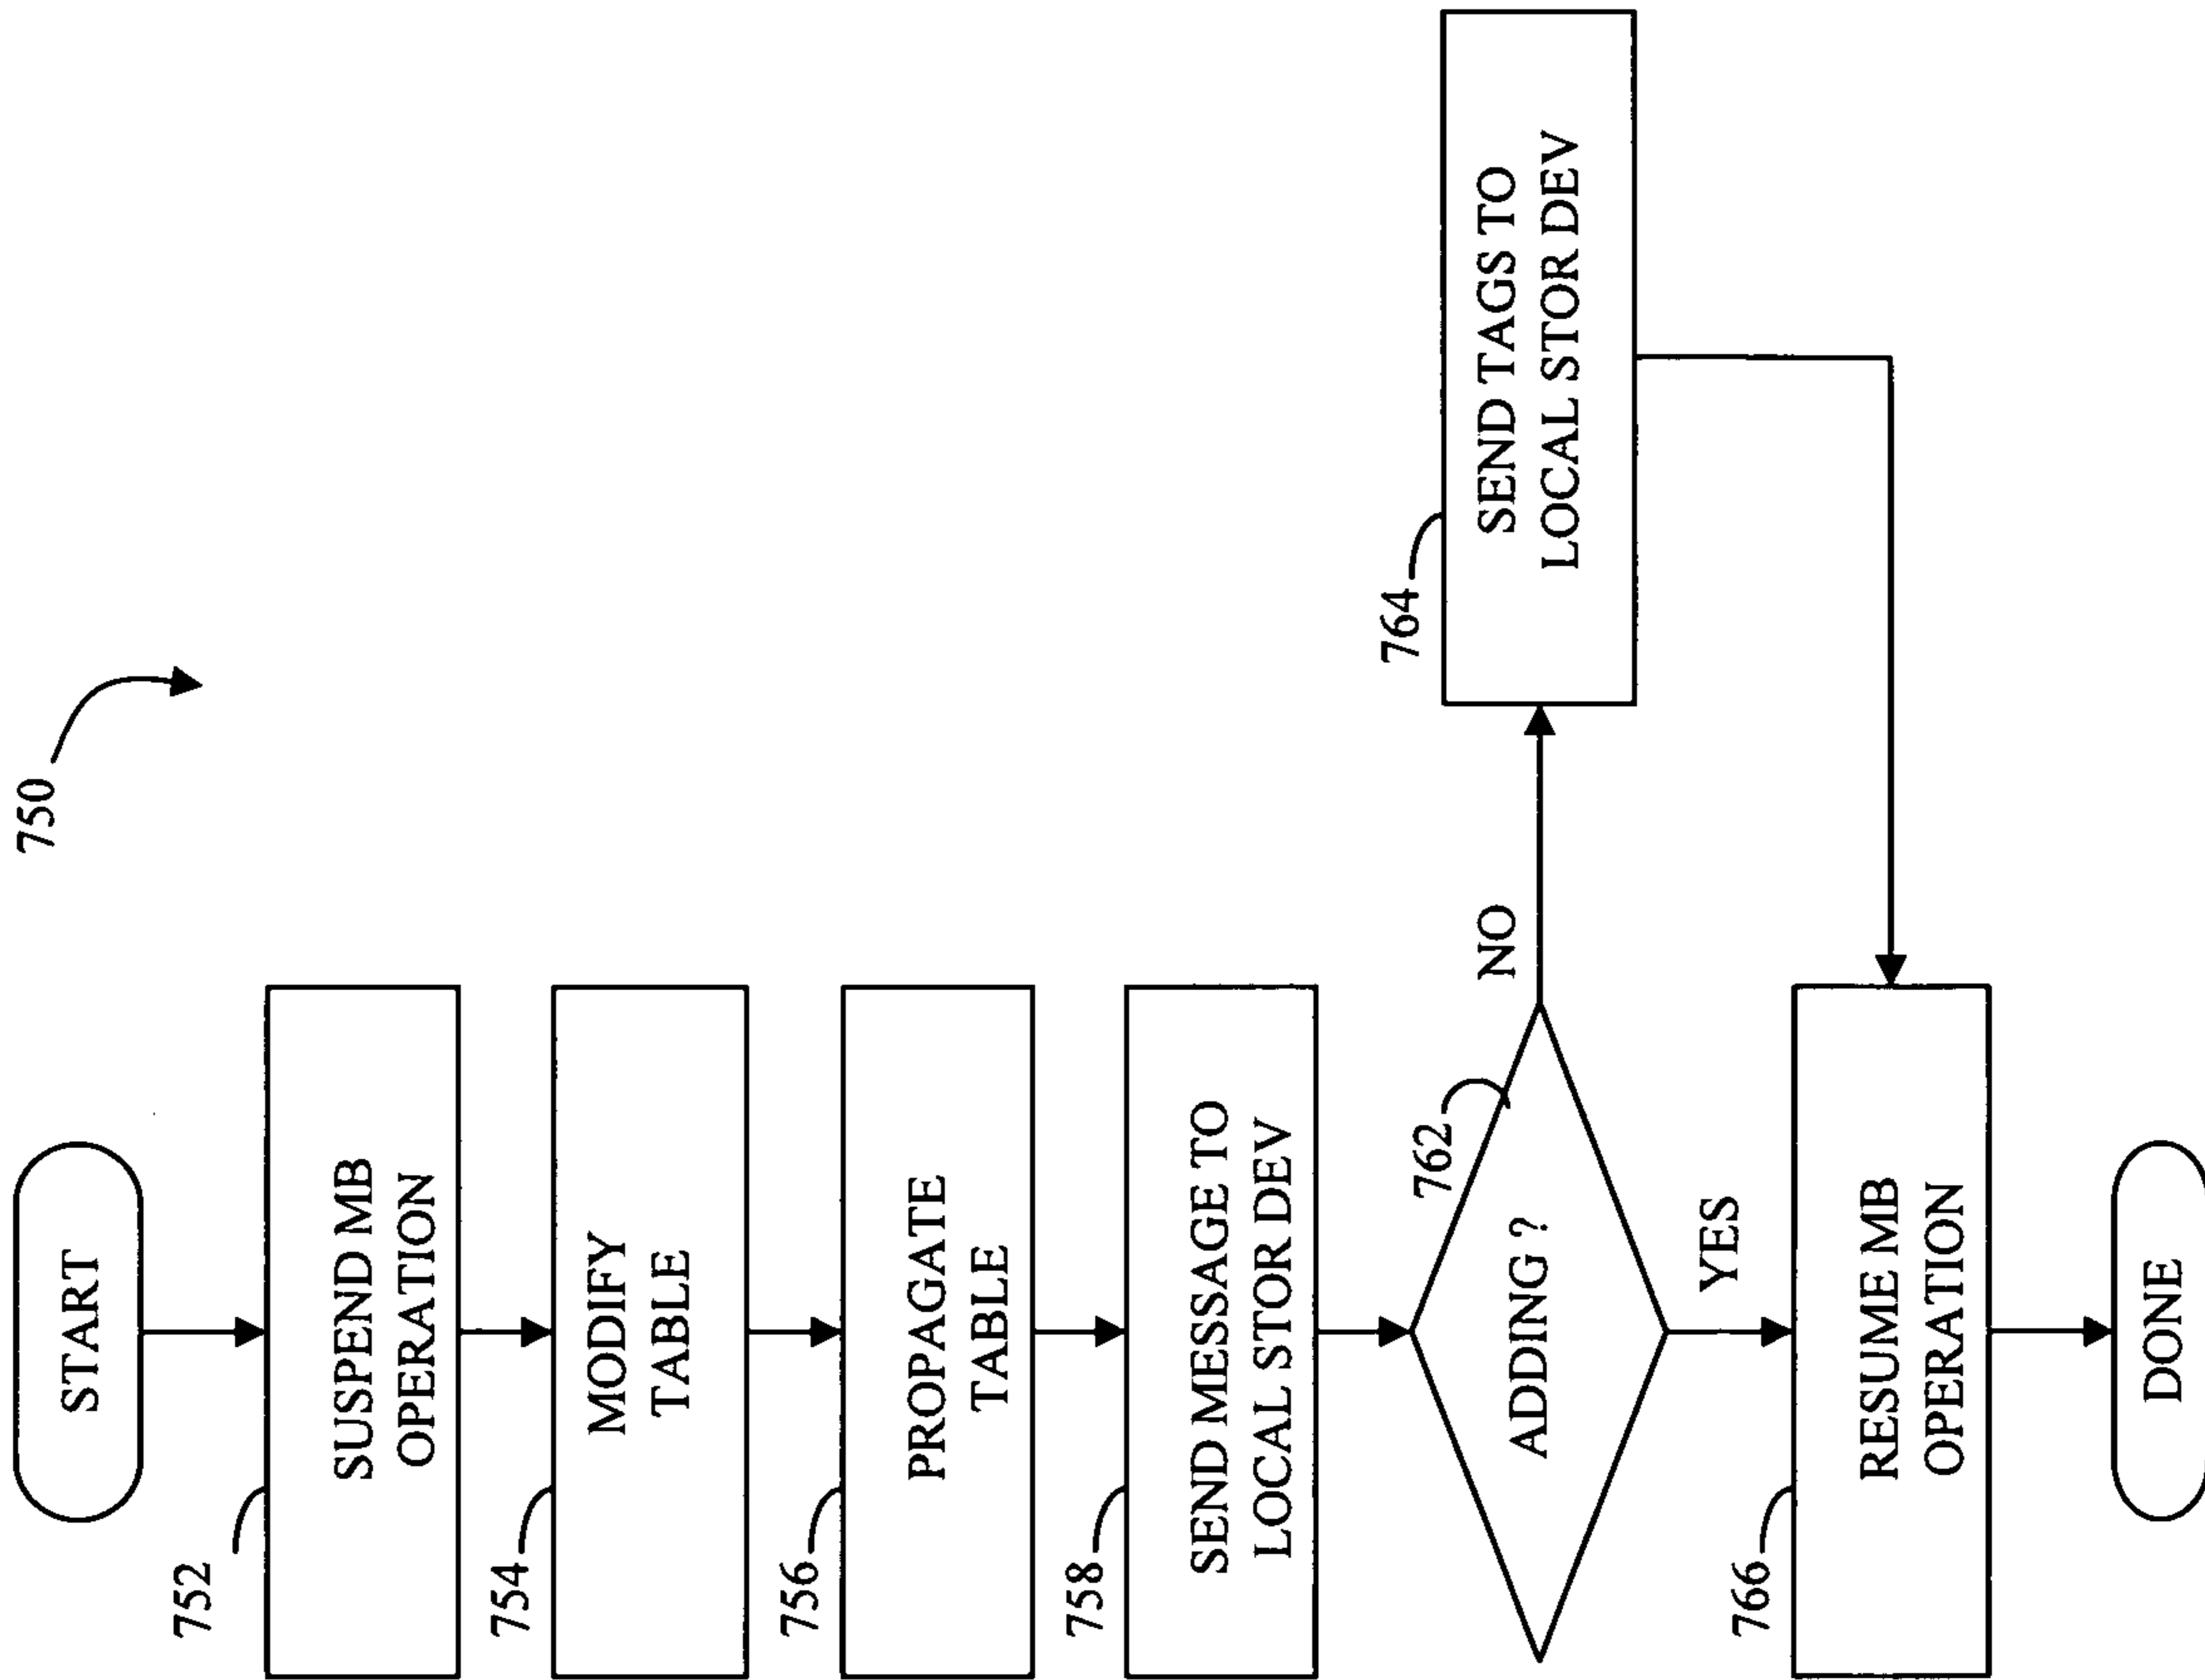 750
START
752
SUSPEND MB
OPERATION
754
MODIFY
TABLE
756
PROPAGATE
TABLE
758
SEND MESSAGE TO
LOCAL STOR DEV
762
ADDING ?
NO
764
SEND TAGS TO
LOCAL STOR DEV
YES
766
RESUME MB
OPERATION
DONE